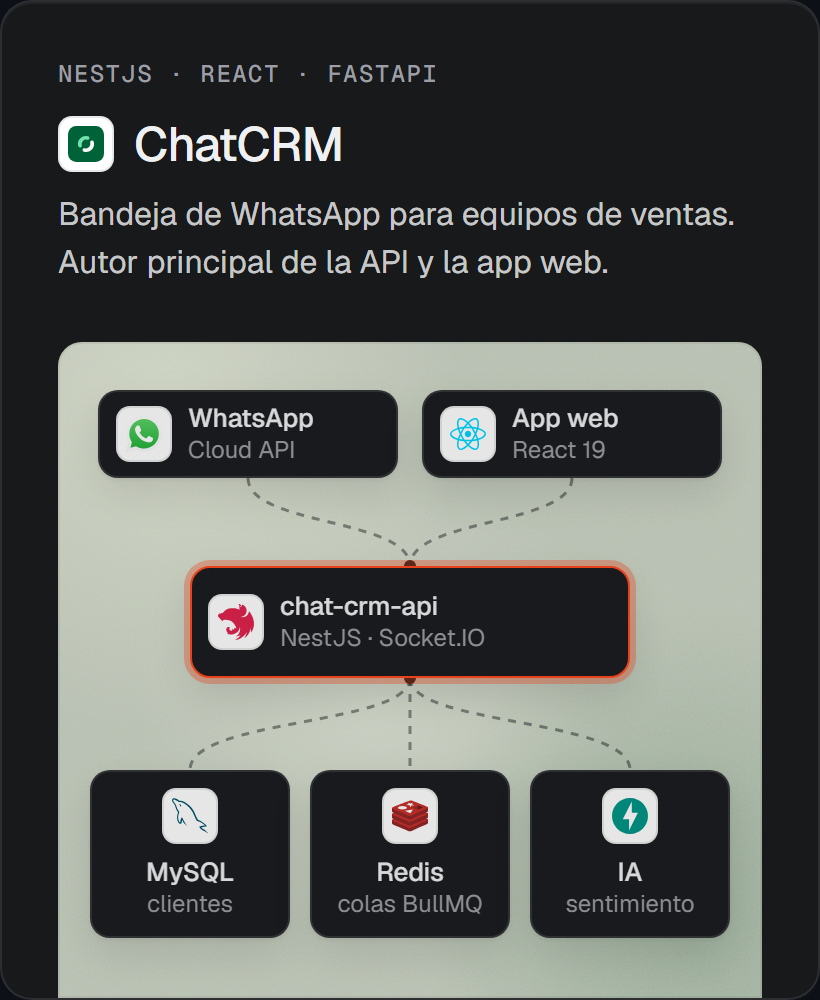 NESTJS · REACT · FASTAPI
ChatCRM
Bandeja de WhatsApp para equipos de ventas.
Autor principal de la API y la app web.
WhatsApp
Cloud API
App web
React 19
chat-crm-api
NestJS · Socket.IO
MySQL
clientes
Redis
colas BullMQ
IA
sentimiento